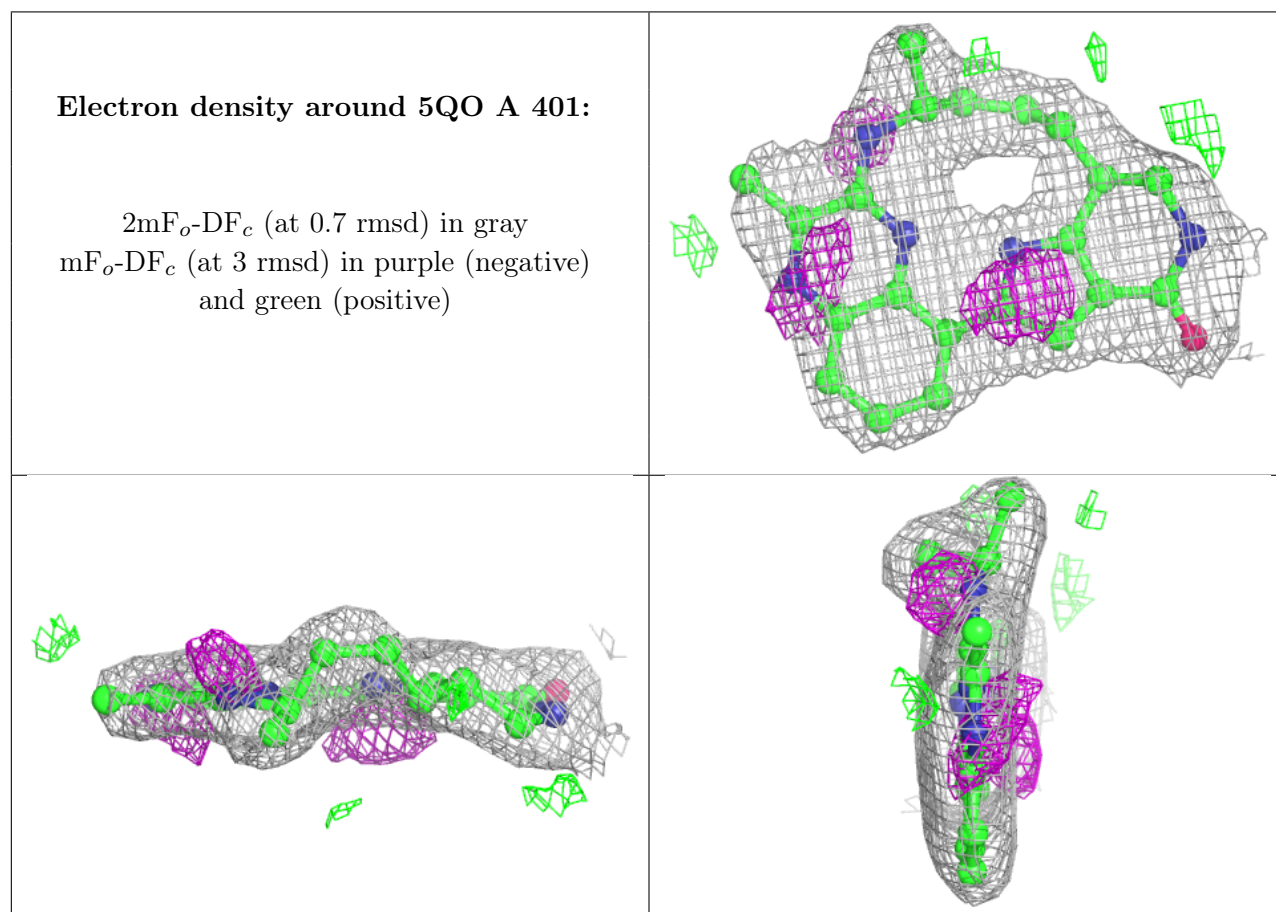 Electron density around 5QO A 401:
2mFo-DFc (at 0.7 rmsd) in gray
mFo-DFc (at 3 rmsd) in purple (negative)
and green (positive)